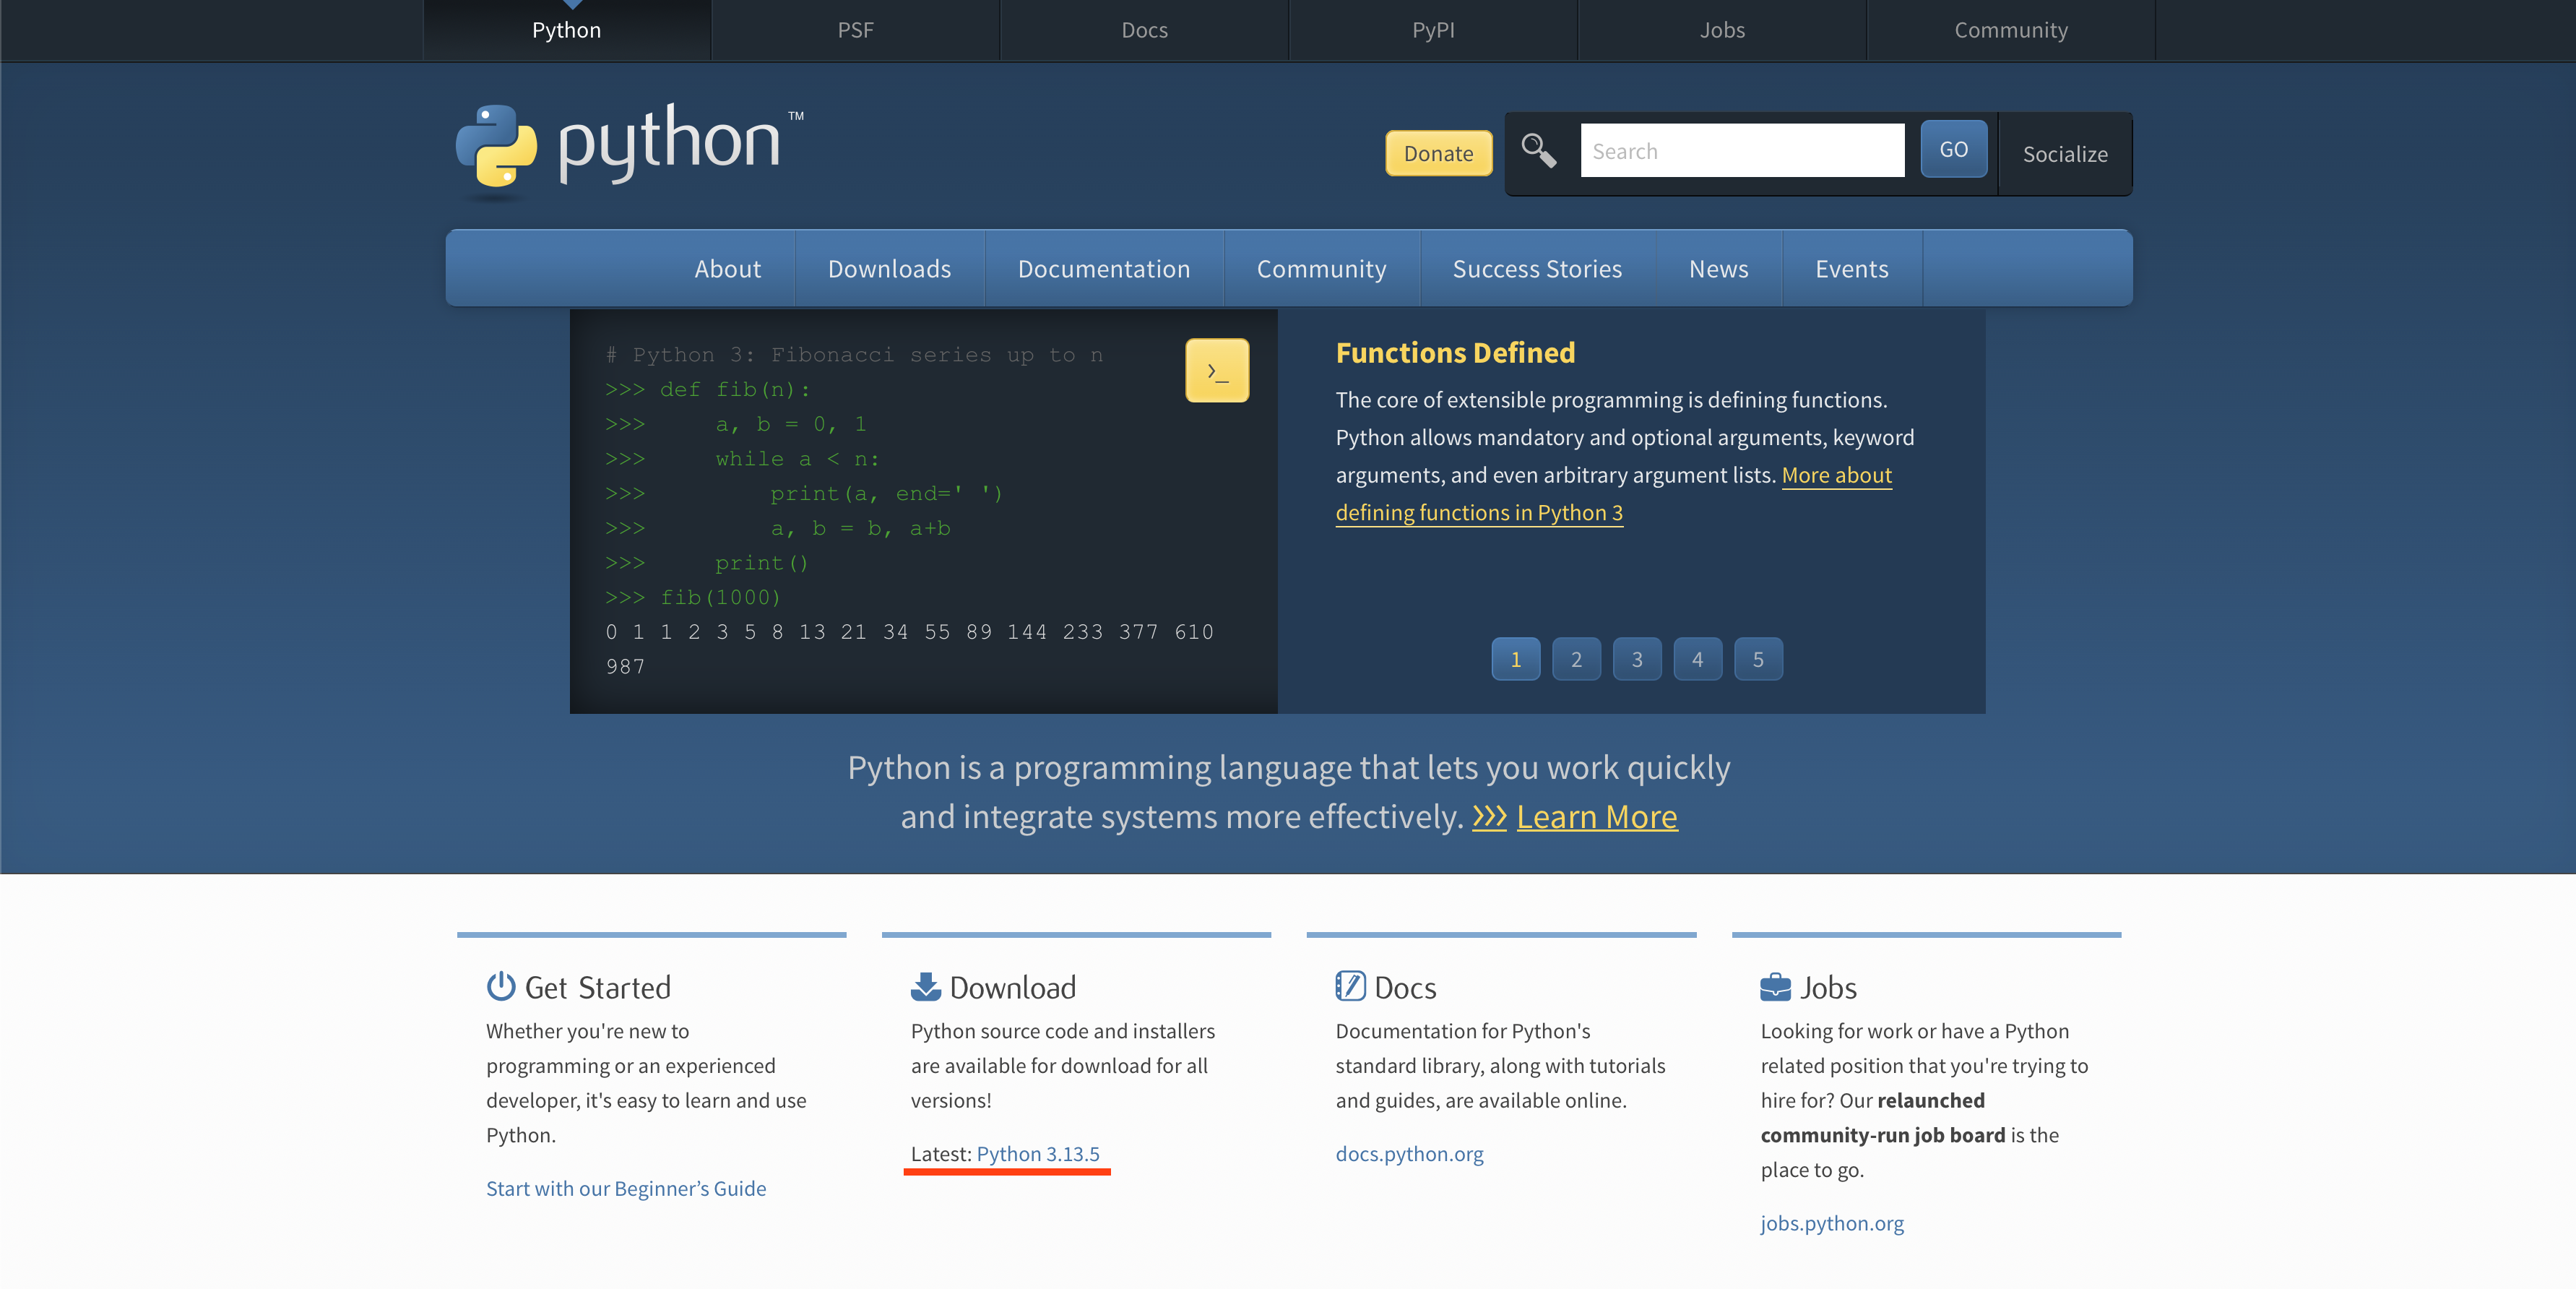 Python PSF Docs PyPI Jobs Community
python™
Donate Search GO Socialize
About Downloads Documentation Community Success Stories News Events
# Python 3: Fibonacci series up to n
>>> def fib(n):
>>>     a, b = 0, 1
>>>     while a < n:
>>>         print(a, end=' ')
>>>         a, b = b, a+b
>>>     print()
>>> fib(1000)
0 1 1 2 3 5 8 13 21 34 55 89 144 233 377 610
987
>_
Functions Defined
The core of extensible programming is defining functions.
Python allows mandatory and optional arguments, keyword
arguments, and even arbitrary argument lists. More about
defining functions in Python 3
1 2 3 4 5
Python is a programming language that lets you work quickly
and integrate systems more effectively. >>> Learn More
Get Started
Whether you're new to
programming or an experienced
developer, it's easy to learn and use
Python.
Start with our Beginner’s Guide
Download
Python source code and installers
are available for download for all
versions!
Latest: Python 3.13.5
Docs
Documentation for Python's
standard library, along with tutorials
and guides, are available online.
docs.python.org
Jobs
Looking for work or have a Python
related position that you're trying to
hire for? Our relaunched
community-run job board is the
place to go.
jobs.python.org